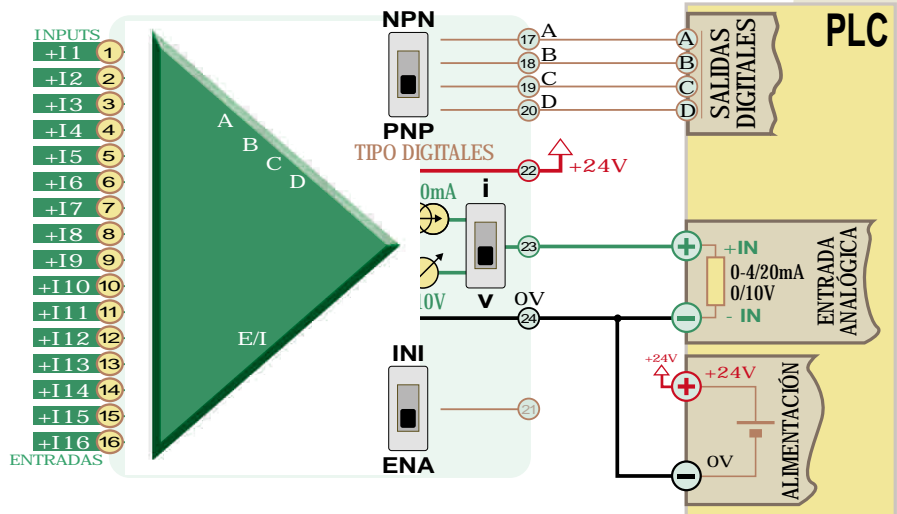 INPUTS
+I1 1
+I2 2
+I3 3
+I4 4
+I5 5
+I6 6
+I7 7
+I8 8
+I9 9
+I10 10
+I11 11
+I12 12
+I13 13
+I14 14
+I15 15
+I16 16
ENTRADAS
A
B
C
D
E/I
NPN
PNP
TIPO DIGITALES
17 A
18 B
19 C
20 D
22 +24V
0mA
i
23
10V
v
0V
24
INI
21
ENA
PLC
A
B
C
D
SALIDAS
DIGITALES
+IN
0-4/20mA
0/10V
- IN
ENTRADA
ANALÓGICA
+24V
+24V
0V
ALIMENTACIÓN